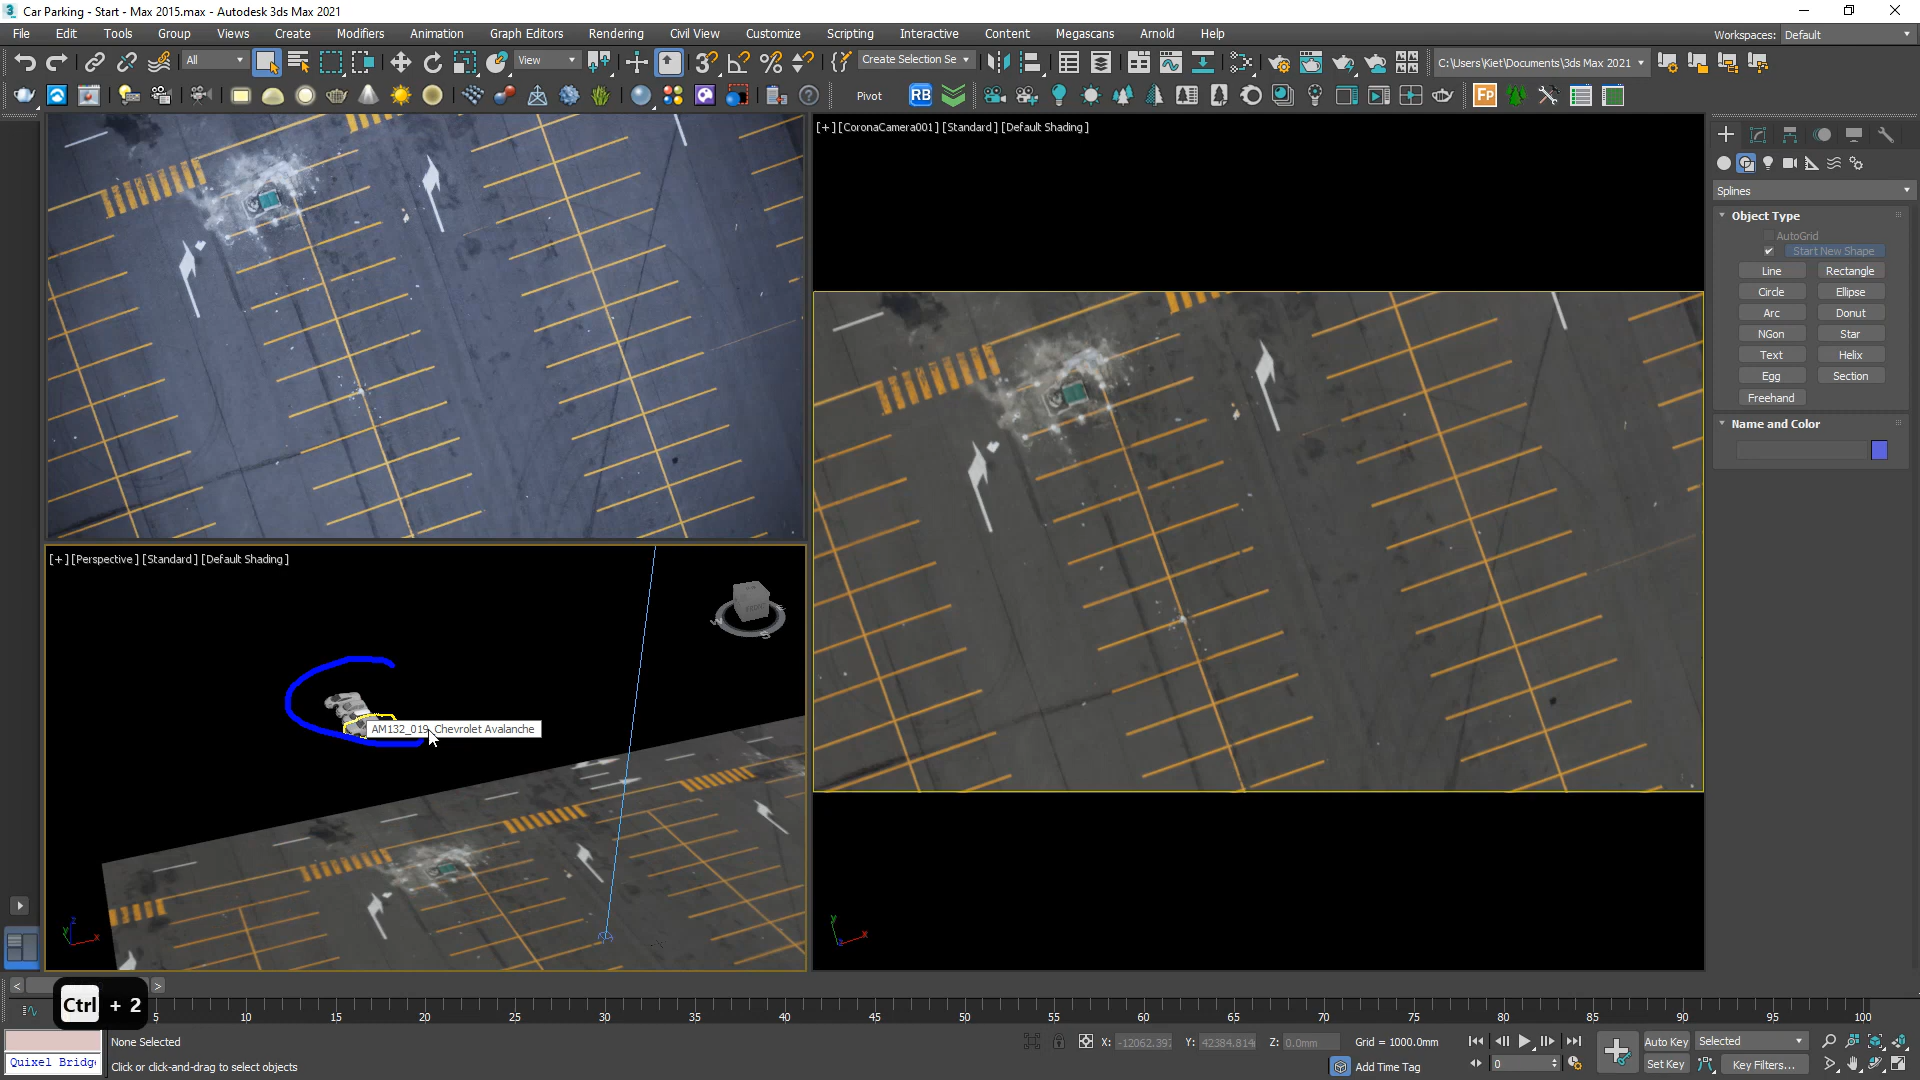 Car Parking - Start - Max 2015.max - Autodesk 3ds Max 2021
File Edit Tools Group Views Create Modifiers Animation Graph Editors Rendering Civil View Customize Scripting Interactive Content Megascans Arnold Help
Workspaces: Default
All
View
Create Selection Se
C:\Users\Kiet\Documents\3ds Max 2021
Pivot
RB
Fp
[+] [CoronaCamera001] [Standard] [Default Shading]
Splines
Object Type
AutoGrid
Start New Shape
Line Rectangle
Circle Ellipse
Arc Donut
NGon Star
Text Helix
Egg Section
Freehand
Name and Color
[+] [Perspective] [Standard] [Default Shading]
AM132_019_Chevrolet Avalanche
Ctrl + 2
5 10 15 20 25 30 35 40 45 50 55 60 65 70 75 80 85 90 95 100
None Selected
X: -12062.397 Y: 42384.814 Z: 0.0mm Grid = 1000.0mm
Auto Key Selected
Quixel Bridg
Click or click-and-drag to select objects
Add Time Tag
0
Set Key Key Filters...